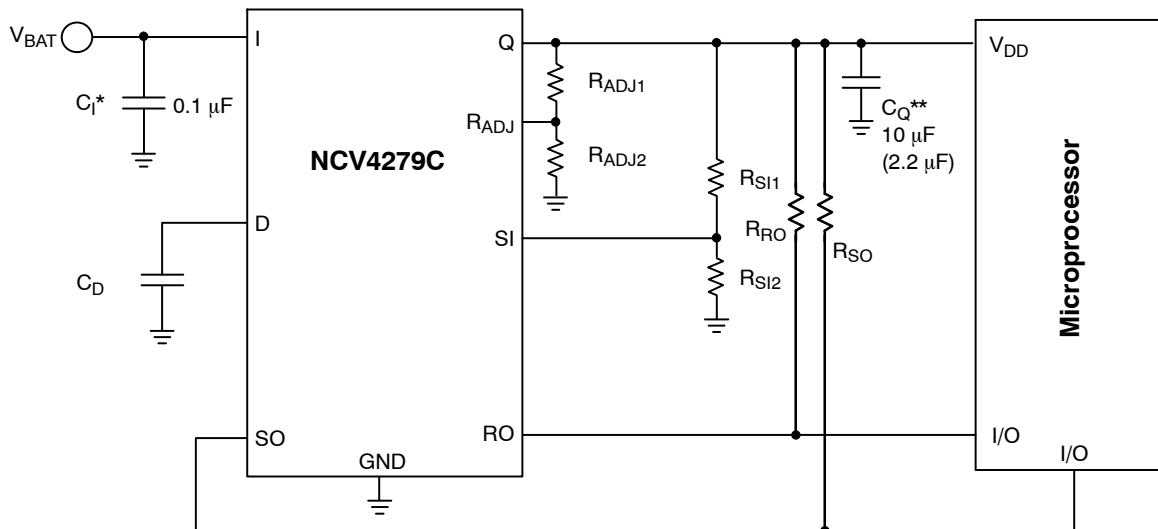 V_BAT
I
Q
V_DD
C_I*
0.1 μF
R_ADJ1
R_ADJ
R_ADJ2
NCV4279C
C_Q**
10 μF
(2.2 μF)
R_SI1
D
SI
R_RO
R_SO
C_D
R_SI2
Microprocessor
SO
RO
I/O
GND
I/O